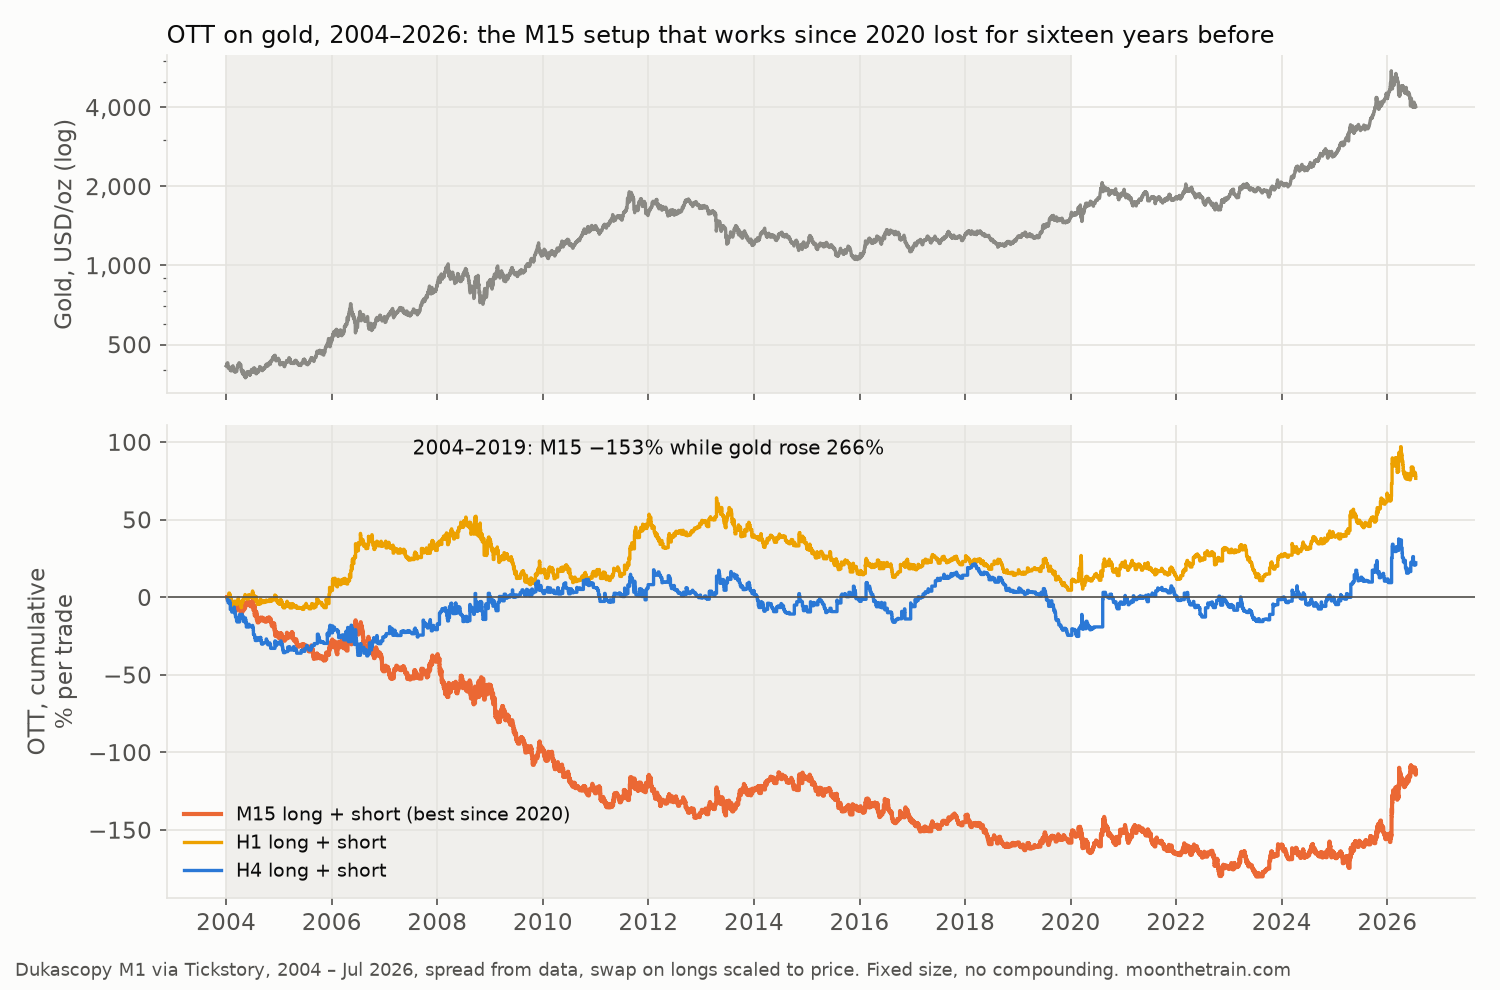 OTT on gold, 2004–2026: the M15 setup that works since 2020 lost for sixteen years before
Gold, USD/oz (log)
4,000
2,000
1,000
500
2004–2019: M15 −153% while gold rose 266%
OTT, cumulative
% per trade
100
50
0
−50
−100
−150
M15 long + short (best since 2020)
H1 long + short
H4 long + short
2004 2006 2008 2010 2012 2014 2016 2018 2020 2022 2024 2026
Dukascopy M1 via Tickstory, 2004 – Jul 2026, spread from data, swap on longs scaled to price. Fixed size, no compounding. moonthetrain.com